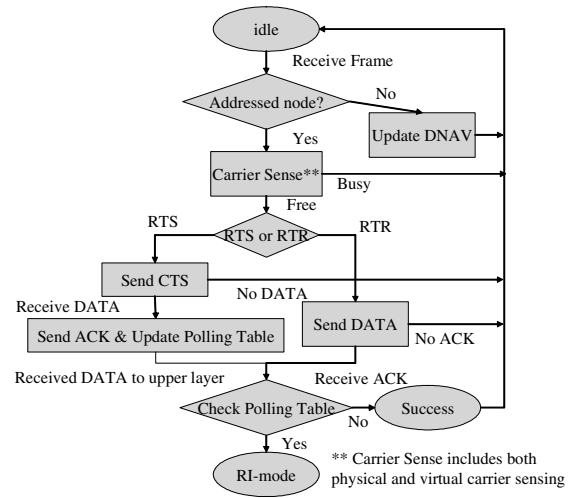 idle
Receive Frame
Addressed node?
No
Update DNAV
Yes
Carrier Sense**
Busy
Free
RTS
RTS or RTR
RTR
Send CTS
No DATA
Receive DATA
Send DATA
Send ACK & Update Polling Table
No ACK
Received DATA to upper layer
Receive ACK
Check Polling Table
No
Success
Yes
RI-mode
** Carrier Sense includes both
physical and virtual carrier sensing